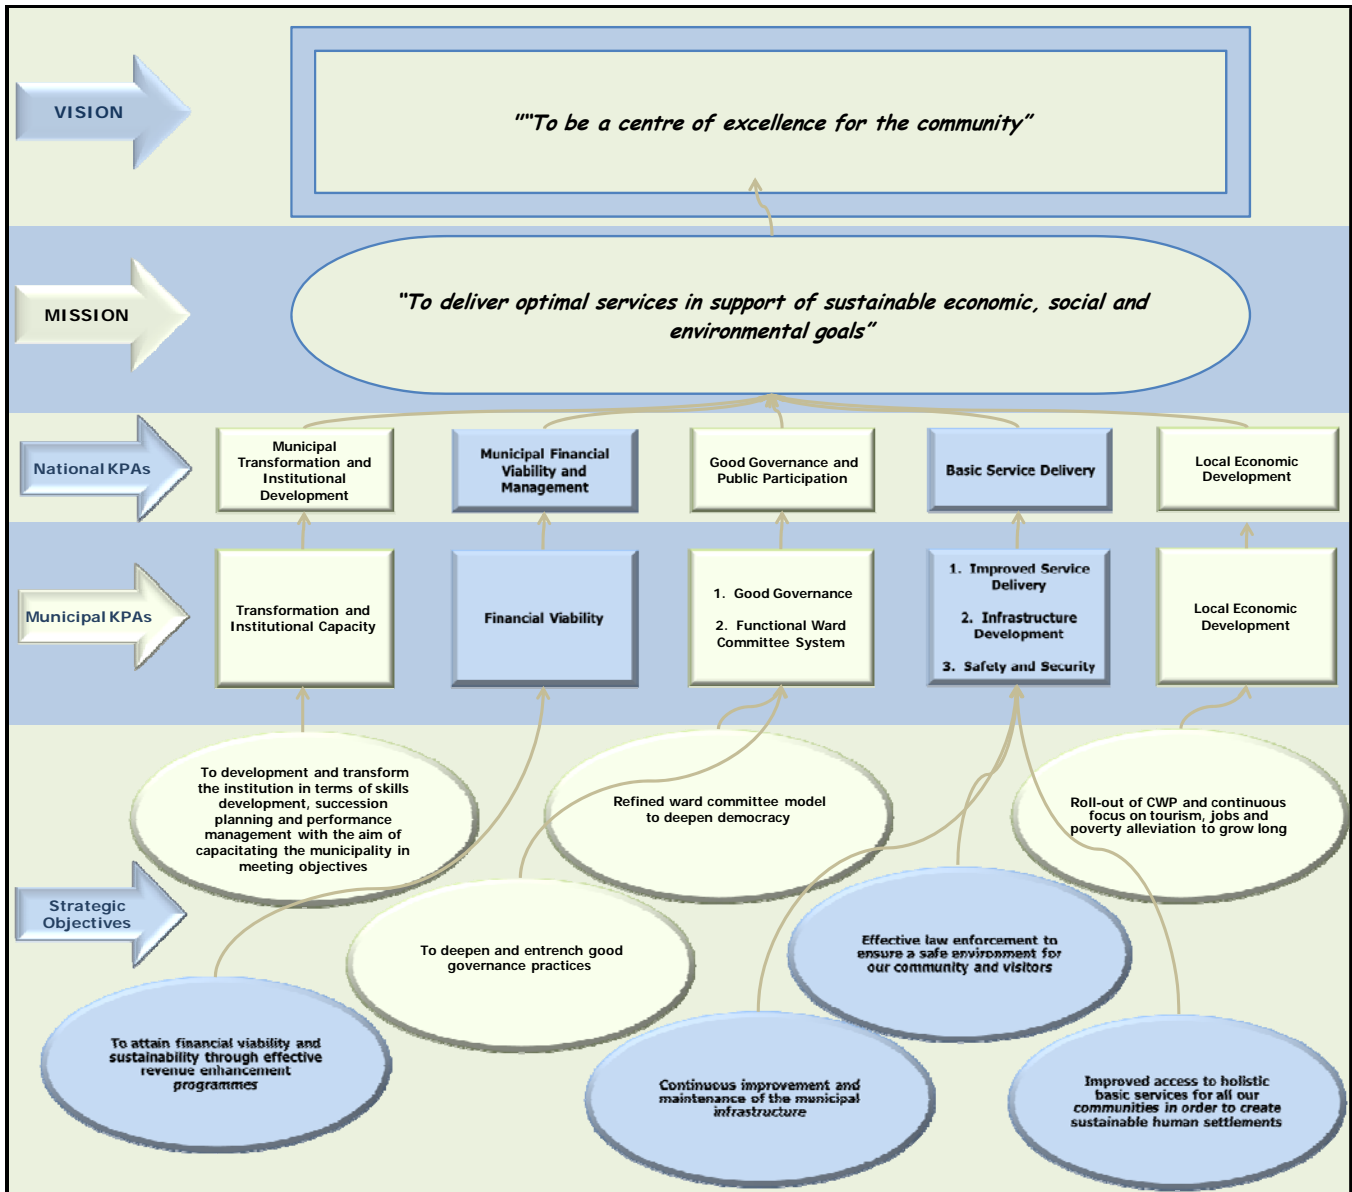 VISION
"“To be a centre of excellence for the community”
MISSION
“To deliver optimal services in support of sustainable economic, social and
environmental goals”
National KPAs
Municipal
Transformation and
Institutional
Development
Municipal Financial
Viability and
Management
Good Governance and
Public Participation
Basic Service Delivery
Local Economic
Development
Municipal KPAs
Transformation and
Institutional Capacity
Financial Viability
1. Good Governance
2. Functional Ward
Committee System
1. Improved Service
Delivery
2. Infrastructure
Development
3. Safety and Security
Local Economic
Development
Strategic
Objectives
To development and transform
the institution in terms of skills
development, succession
planning and performance
management with the aim of
capacitating the municipality in
meeting objectives
Refined ward committee model
to deepen democracy
Roll-out of CWP and continuous
focus on tourism, jobs and
poverty alleviation to grow long
To deepen and entrench good
governance practices
Effective law enforcement to
ensure a safe environment for
our community and visitors
To attain financial viability and
sustainability through effective
revenue enhancement
programmes
Continuous improvement and
maintenance of the municipal
infrastructure
Improved access to holistic
basic services for all our
communities in order to create
sustainable human settlements